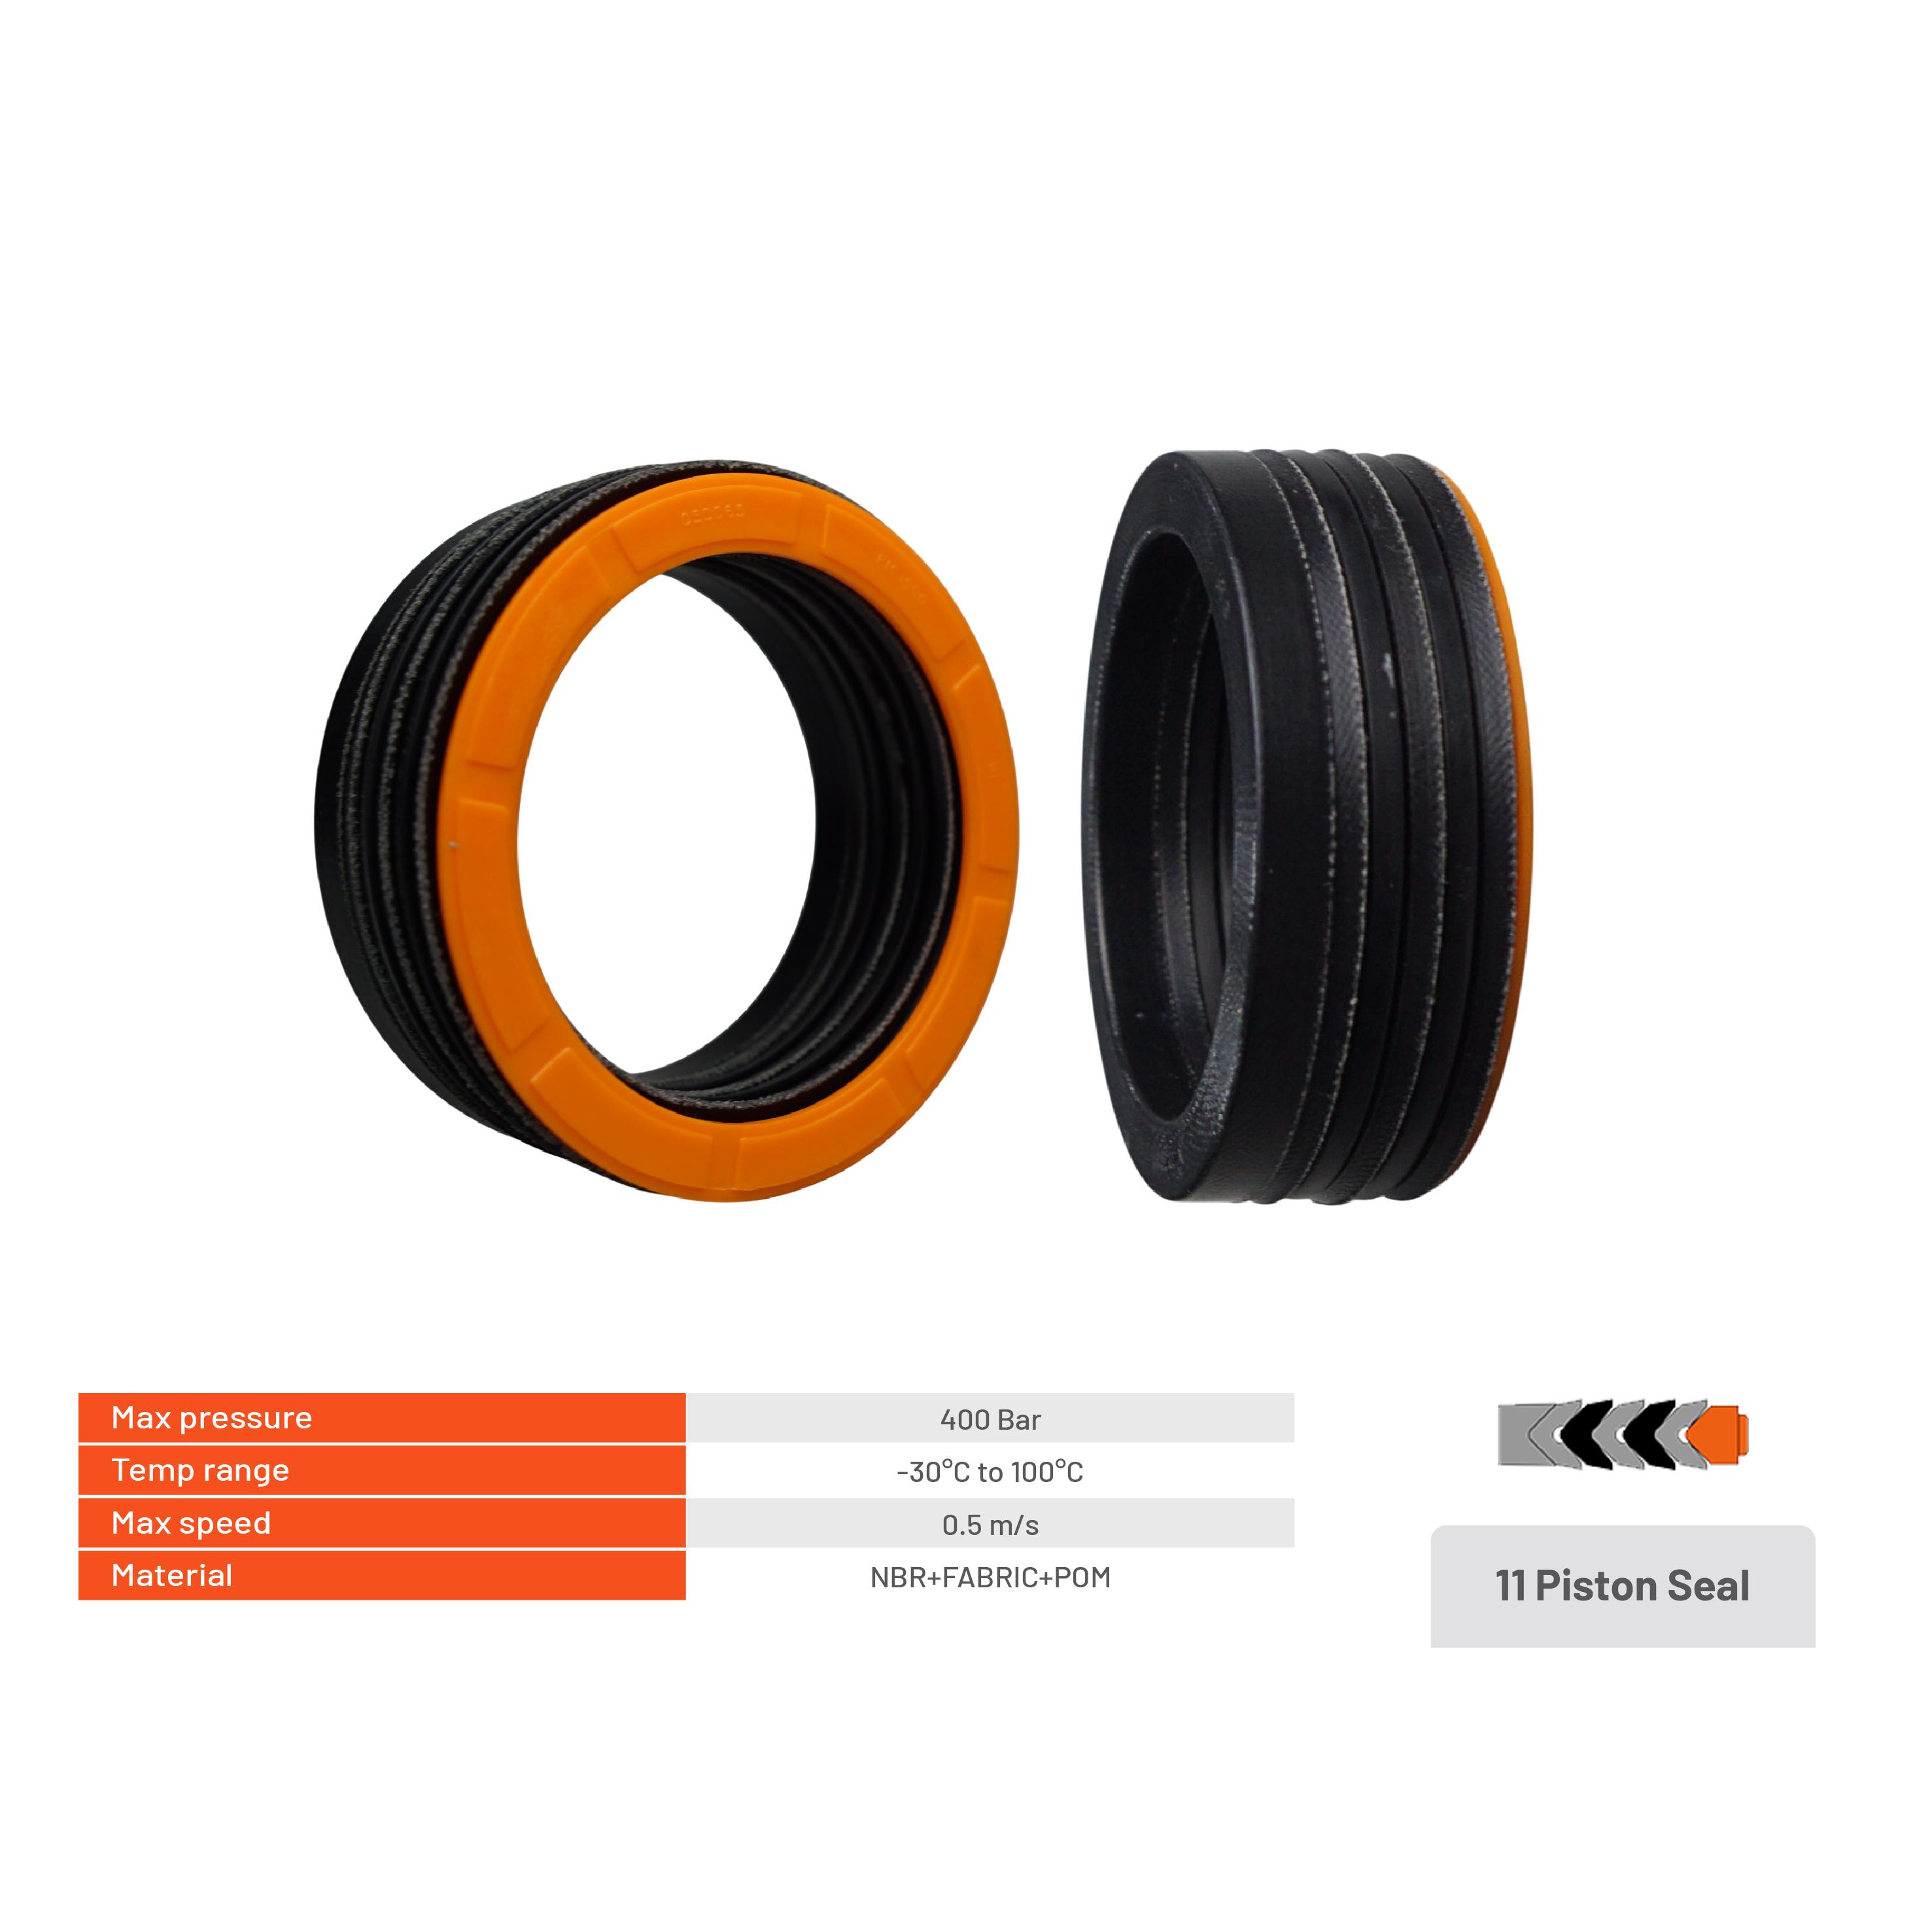 Max pressure 400 Bar
Temp range -30°C to 100°C
Max speed 0.5 m/s
Material NBR+FABRIC+POM
11 Piston Seal